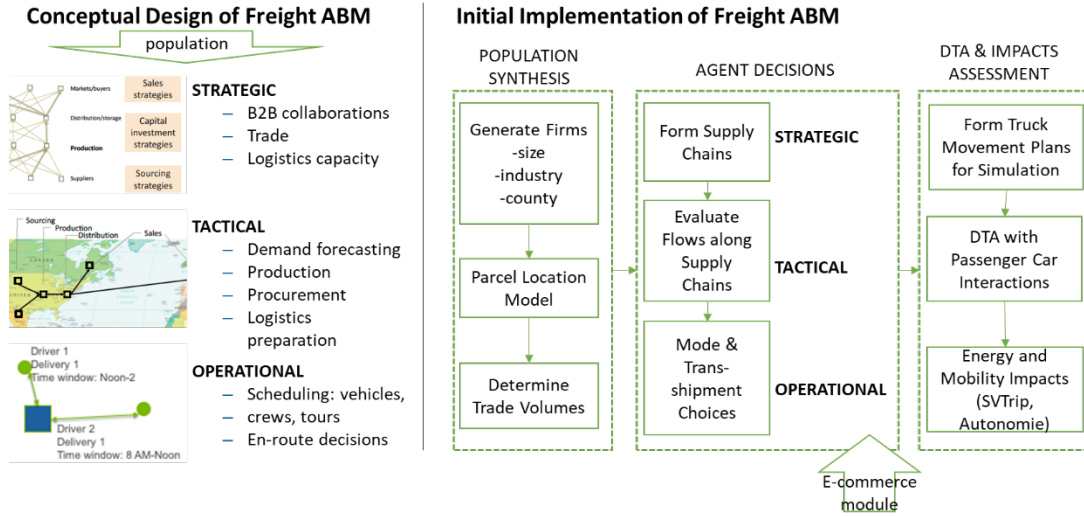 Conceptual Design of Freight ABM
population
Markets/buyers
Distribution/storage
Production
Suppliers
Sales
strategies
Capital
investment
strategies
Sourcing
strategies
STRATEGIC
– B2B collaborations
– Trade
– Logistics capacity
Sourcing
Production
Distribution
Sales
TACTICAL
– Demand forecasting
– Production
– Procurement
– Logistics
preparation
Driver 1
Delivery 1
Time window: Noon-2
Driver 2
Delivery 1
Time window: 8 AM-Noon
OPERATIONAL
– Scheduling: vehicles,
crews, tours
– En-route decisions
Initial Implementation of Freight ABM
POPULATION
SYNTHESIS
Generate Firms
-size
-industry
-county
Parcel Location
Model
Determine
Trade Volumes
AGENT DECISIONS
Form Supply
Chains
STRATEGIC
Evaluate
Flows along
Supply
Chains
TACTICAL
Mode &
Trans-
shipment
Choices
OPERATIONAL
E-commerce
module
DTA & IMPACTS
ASSESSMENT
Form Truck
Movement Plans
for Simulation
DTA with
Passenger Car
Interactions
Energy and
Mobility Impacts
(SVTrip,
Autonomie)